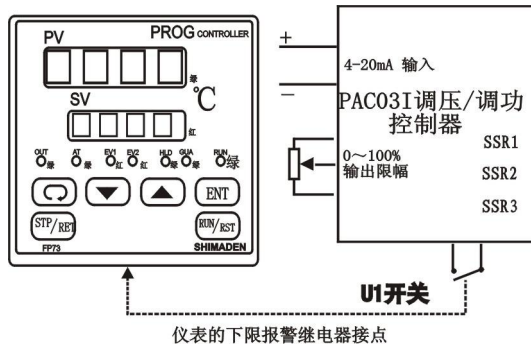 PV
PROG CONTROLLER
绿
℃
SV
红
OUT
绿
AT
绿
EV1
红
EV2
红
HLD
绿
GUA
绿
RUN
绿
ENT
STP/RET
RUN/RST
FP73
SHIMADEN
+
4-20mA 输入
—
PAC03I调压/调功
控制器
SSR1
0～100%
输出限幅
SSR2
SSR3
U1开关
仪表的下限报警继电器接点